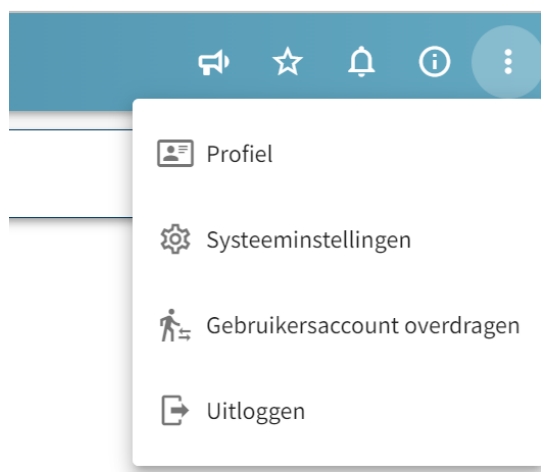 Profiel
Systeeminstellingen
Gebruikersaccount overdragen
Uitloggen